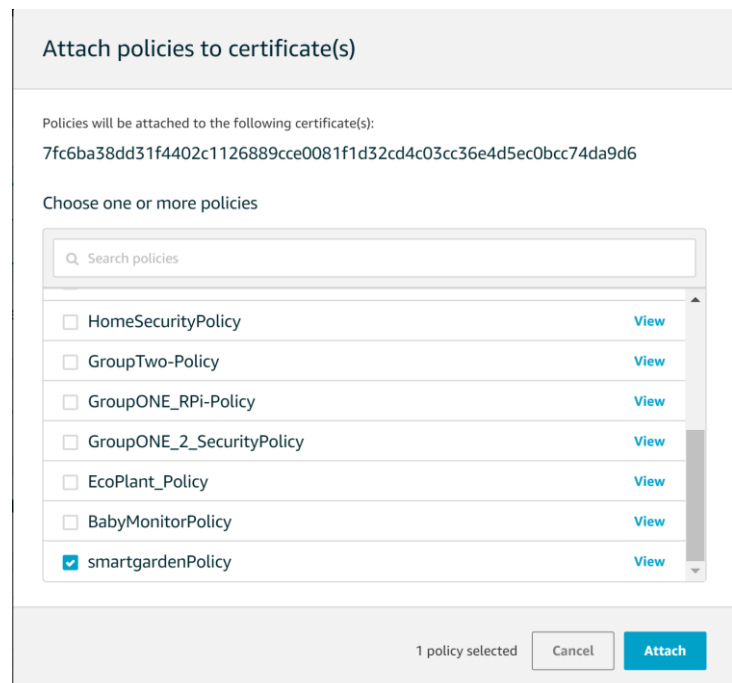 Attach policies to certificate(s)
Policies will be attached to the following certificate(s):
7fc6ba38dd31f4402c1126889cce0081f1d32cd4c03cc36e4d5ec0bcc74da9d6
Choose one or more policies
Search policies
HomeSecurityPolicy View
GroupTwo-Policy View
GroupONE_RPi-Policy View
GroupONE_2_SecurityPolicy View
EcoPlant_Policy View
BabyMonitorPolicy View
smartgardenPolicy View
1 policy selected Cancel Attach